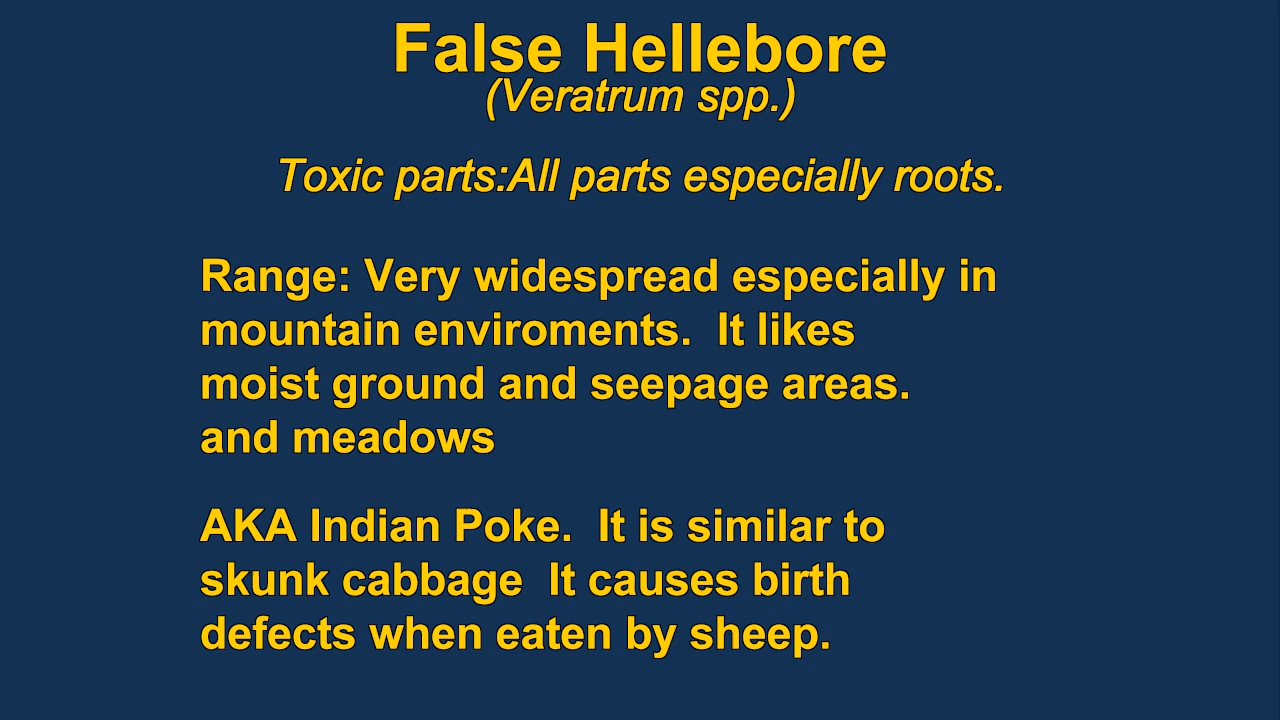 False Hellebore
(Veratrum spp.)
Toxic parts:All parts especially roots.
Range: Very widespread especially in
mountain enviroments.  It likes
moist ground and seepage areas.
and meadows
AKA Indian Poke.  It is similar to
skunk cabbage  It causes birth
defects when eaten by sheep.